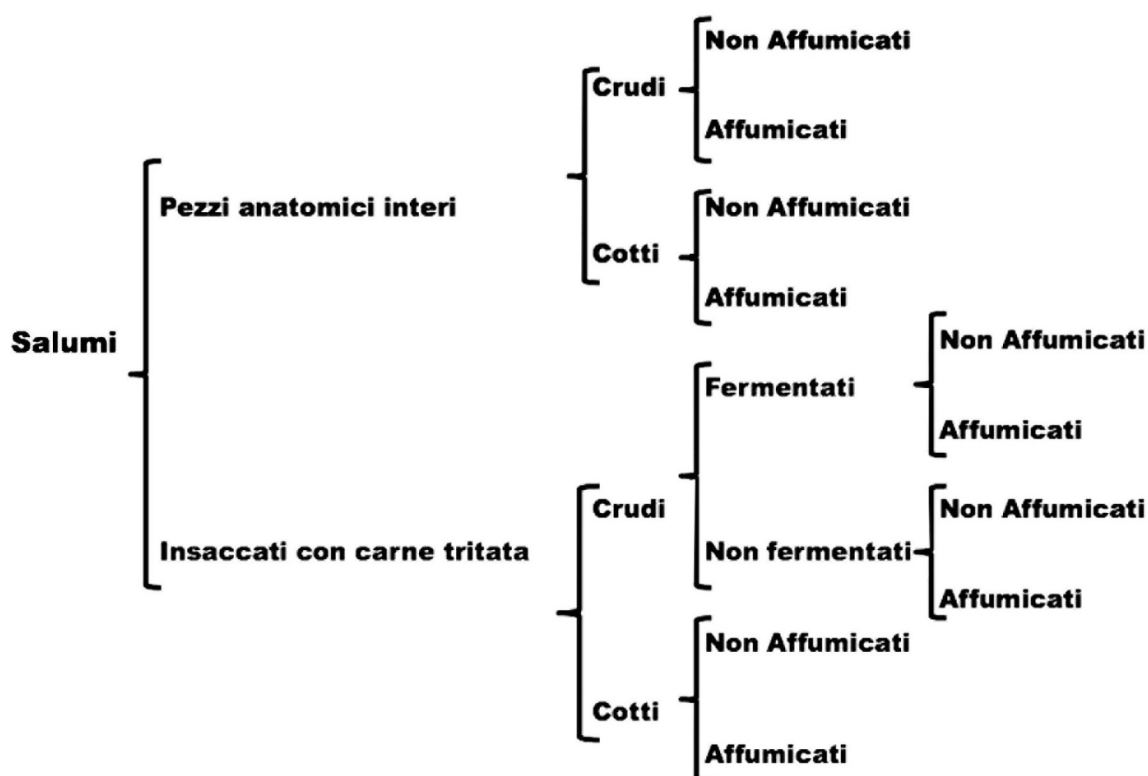 Non Affumicati
Crudi
Affumicati
Pezzi anatomici interi
Non Affumicati
Cotti
Affumicati
Salumi
Non Affumicati
Fermentati
Affumicati
Crudi
Non Affumicati
Insaccati con carne tritata
Non fermentati
Affumicati
Non Affumicati
Cotti
Affumicati